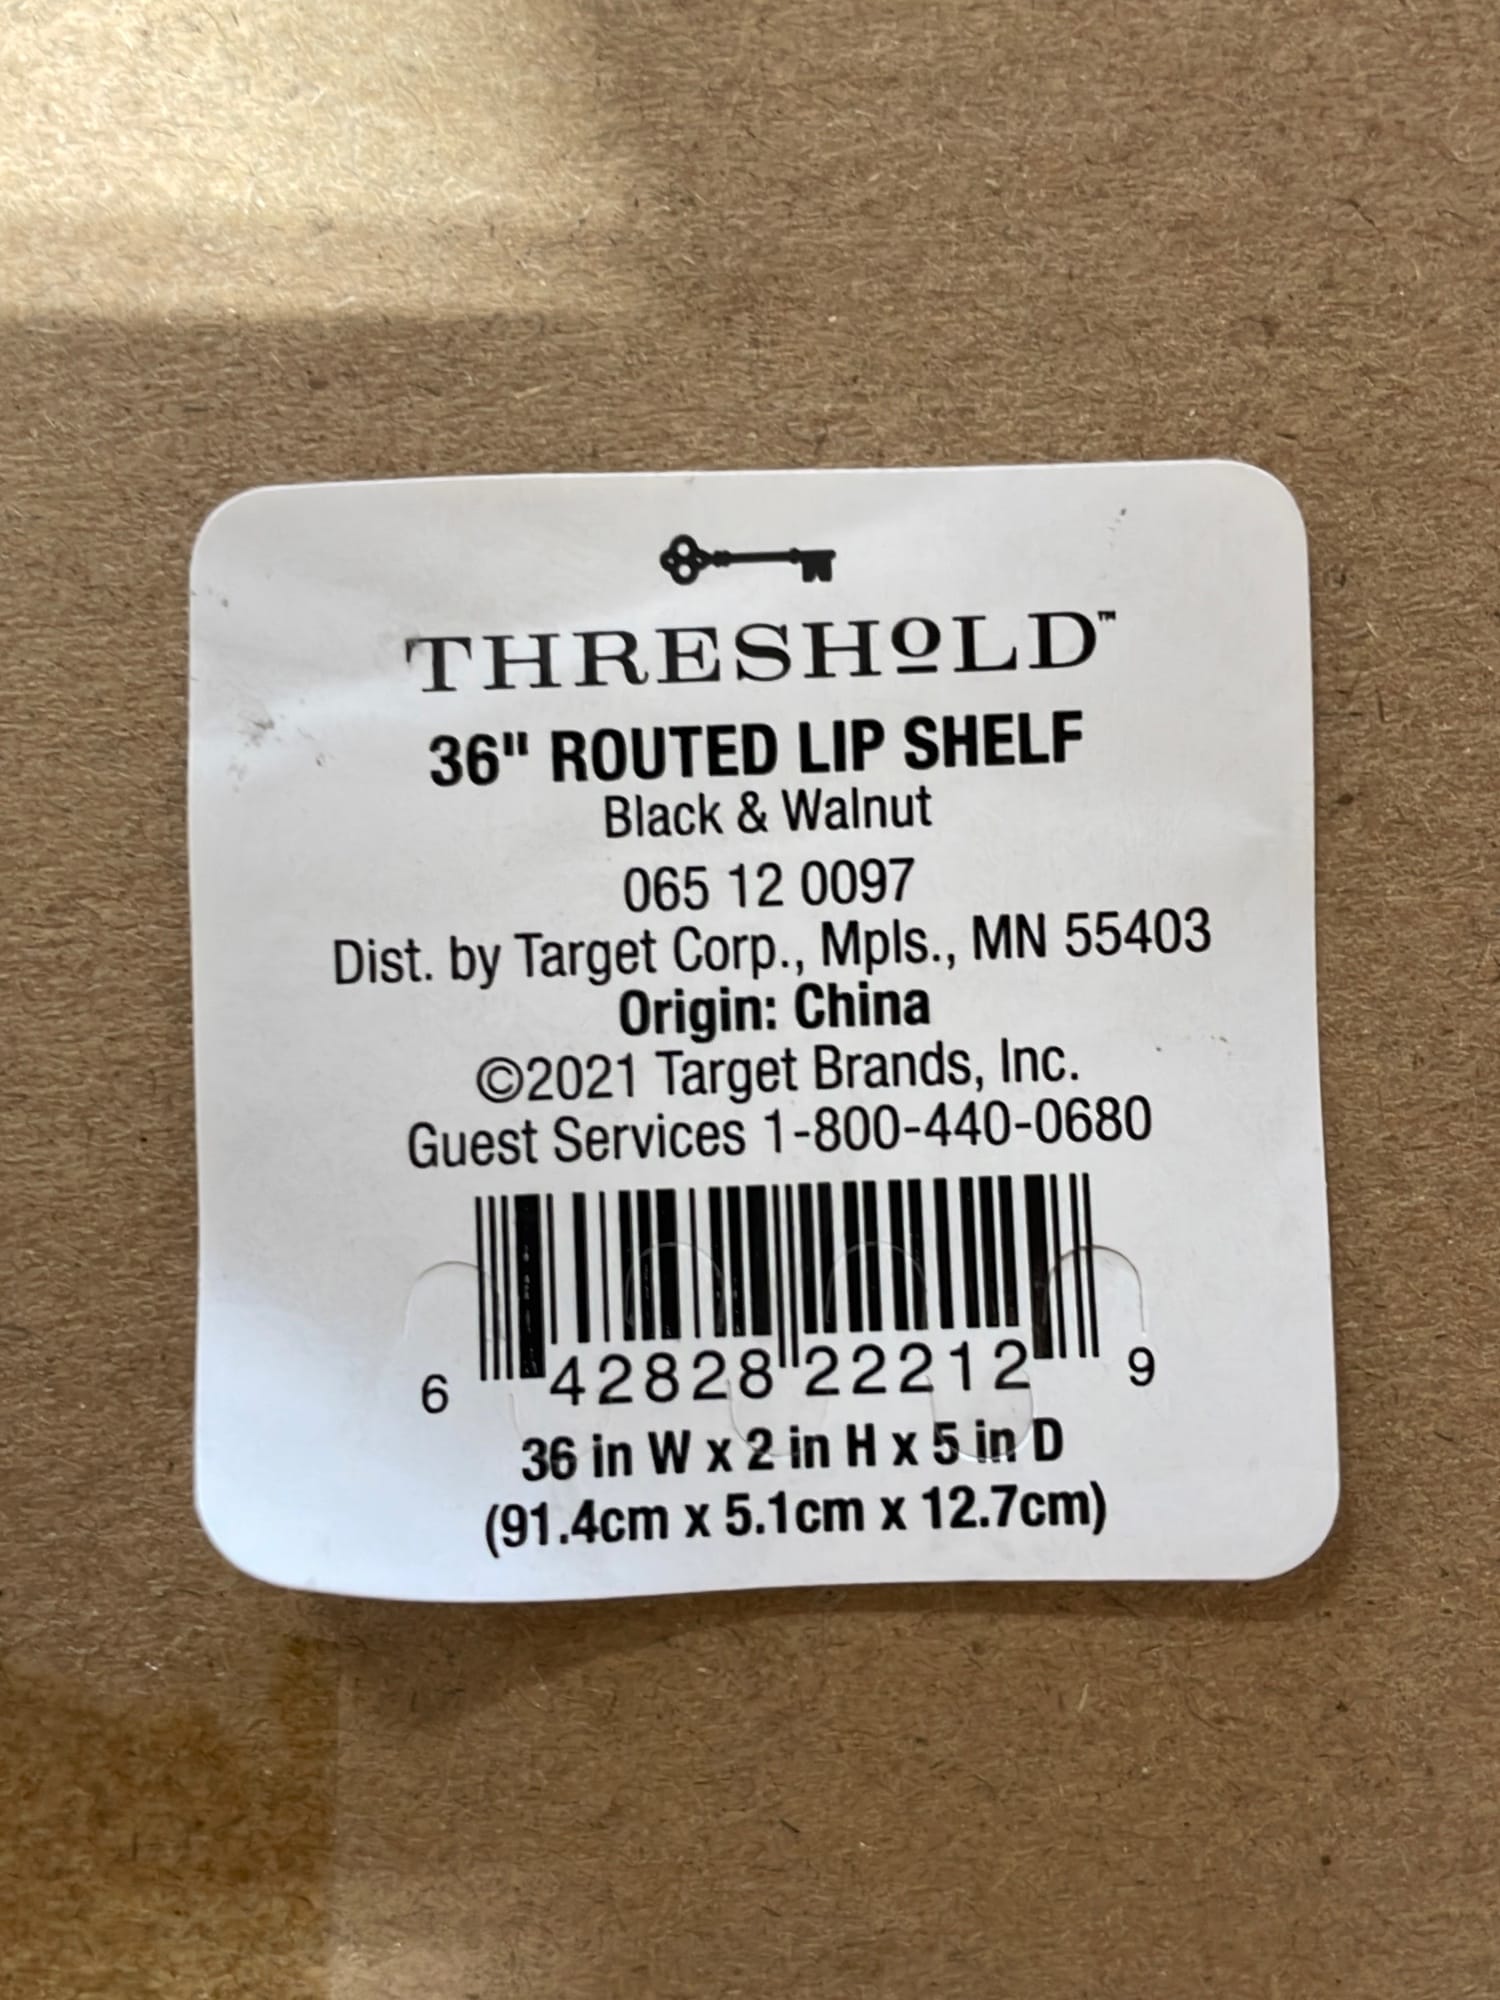 THRESHOLD™
36" ROUTED LIP SHELF
Black & Walnut
065 12 0097
Dist. by Target Corp., Mpls., MN 55403
Origin: China
©2021 Target Brands, Inc.
Guest Services 1-800-440-0680
6 42828 22212 9
36 in W x 2 in H x 5 in D
(91.4cm x 5.1cm x 12.7cm)